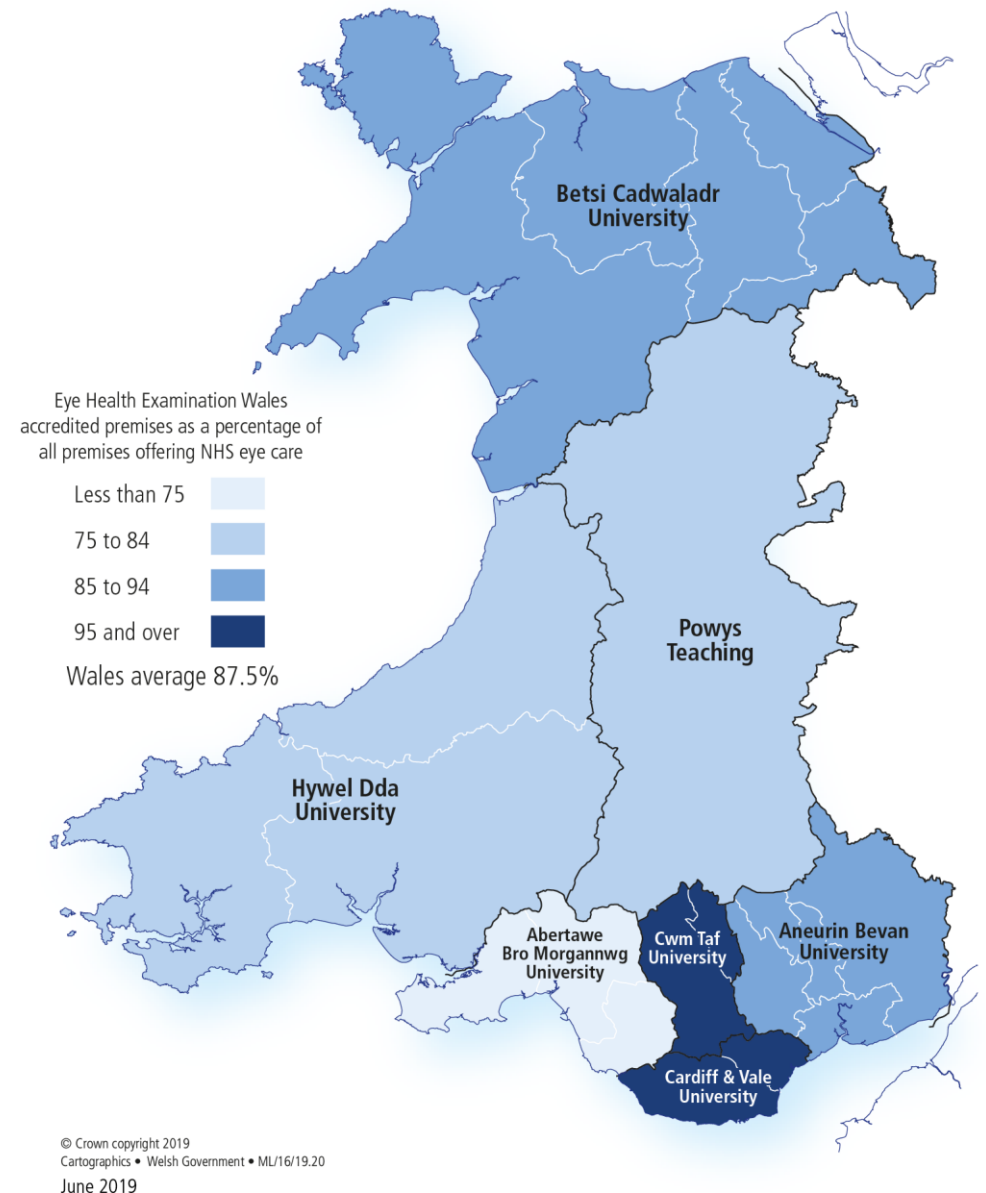 Betsi Cadwaladr
University
Eye Health Examination Wales
accredited premises as a percentage of
all premises offering NHS eye care
Less than 75
75 to 84
85 to 94
95 and over
Wales average 87.5%
Powys
Teaching
Hywel Dda
University
Abertawe
Bro Morgannwg
University
Cwm Taf
University
Aneurin Bevan
University
Cardiff & Vale
University
© Crown copyright 2019
Cartographics • Welsh Government • ML/16/19.20
June 2019